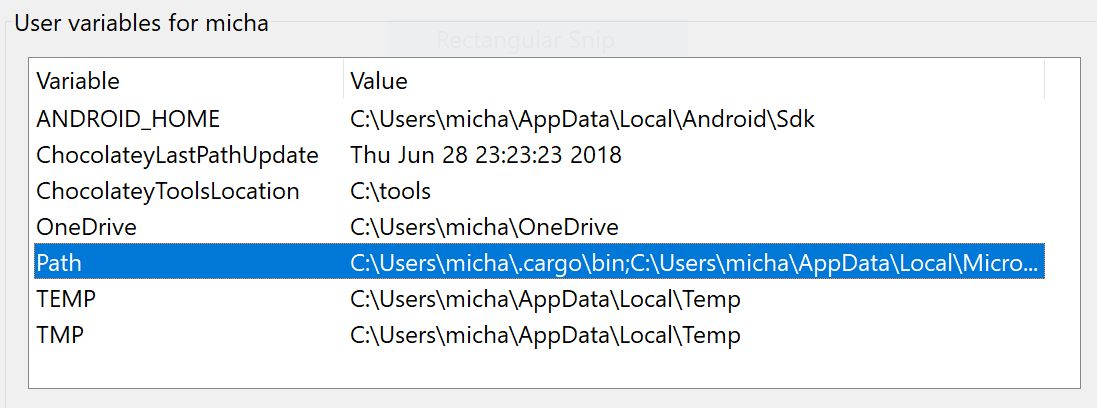 User variables for micha
Rectangular Snip
Variable Value
ANDROID_HOME C:\Users\micha\AppData\Local\Android\Sdk
ChocolateyLastPathUpdate Thu Jun 28 23:23:23 2018
ChocolateyToolsLocation C:\tools
OneDrive C:\Users\micha\OneDrive
Path C:\Users\micha\.cargo\bin;C:\Users\micha\AppData\Local\Micro...
TEMP C:\Users\micha\AppData\Local\Temp
TMP C:\Users\micha\AppData\Local\Temp